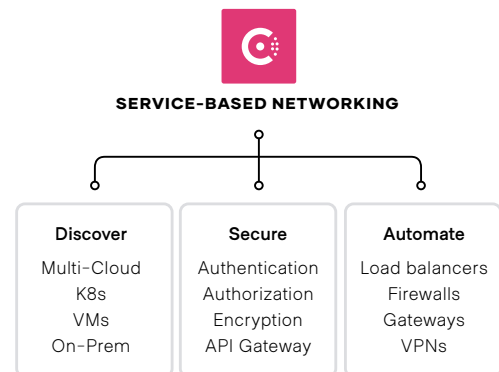 SERVICE-BASED NETWORKING
Discover
Multi-Cloud
K8s
VMs
On-Prem
Secure
Authentication
Authorization
Encryption
API Gateway
Automate
Load balancers
Firewalls
Gateways
VPNs